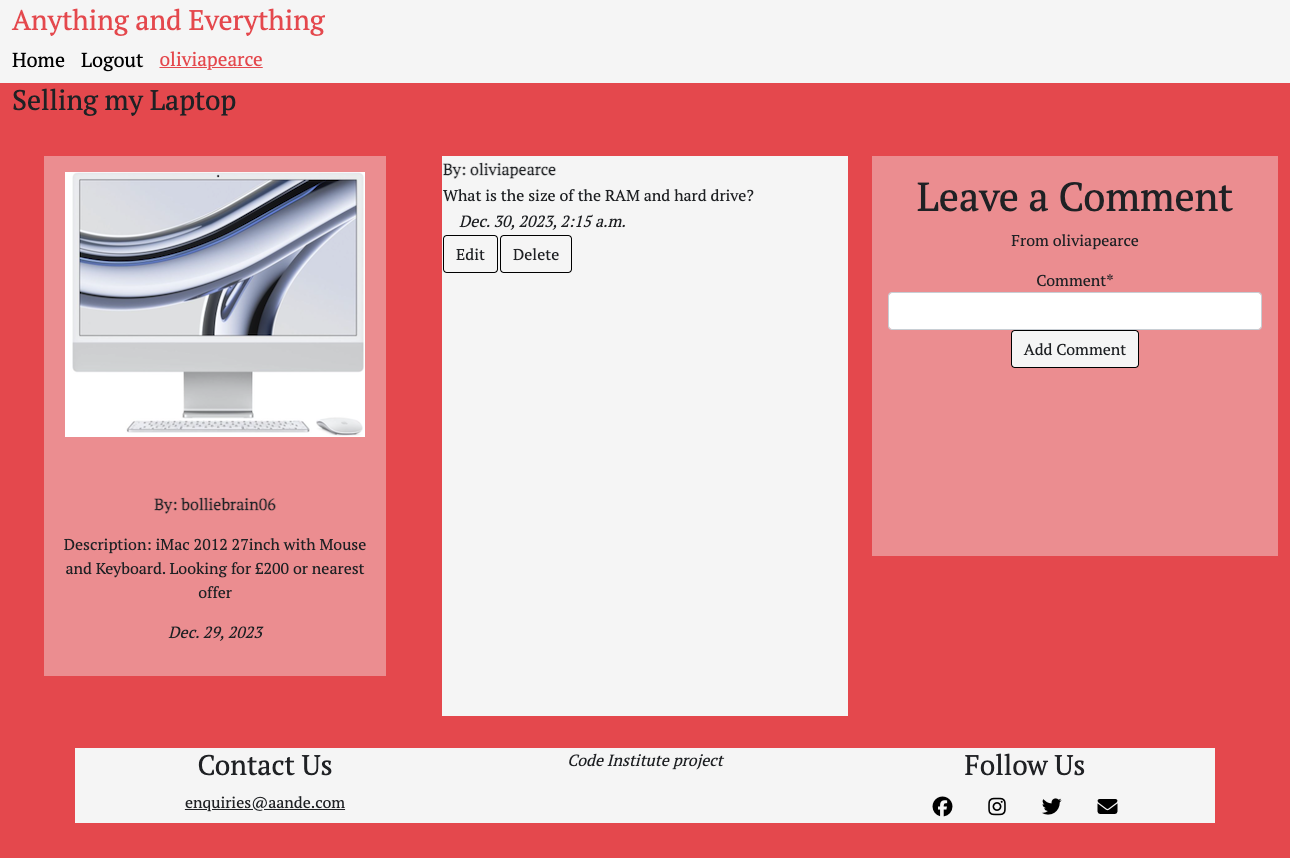 Anything and Everything
Home Logout oliviapearce
Selling my Laptop
By: bolliebrain06
Description: iMac 2012 27inch with Mouse
and Keyboard. Looking for £200 or nearest
offer
Dec. 29, 2023
By: oliviapearce
What is the size of the RAM and hard drive?
Dec. 30, 2023, 2:15 a.m.
Edit Delete
Leave a Comment
From oliviapearce
Comment*
Add Comment
Contact Us
enquiries@aande.com
Code Institute project
Follow Us